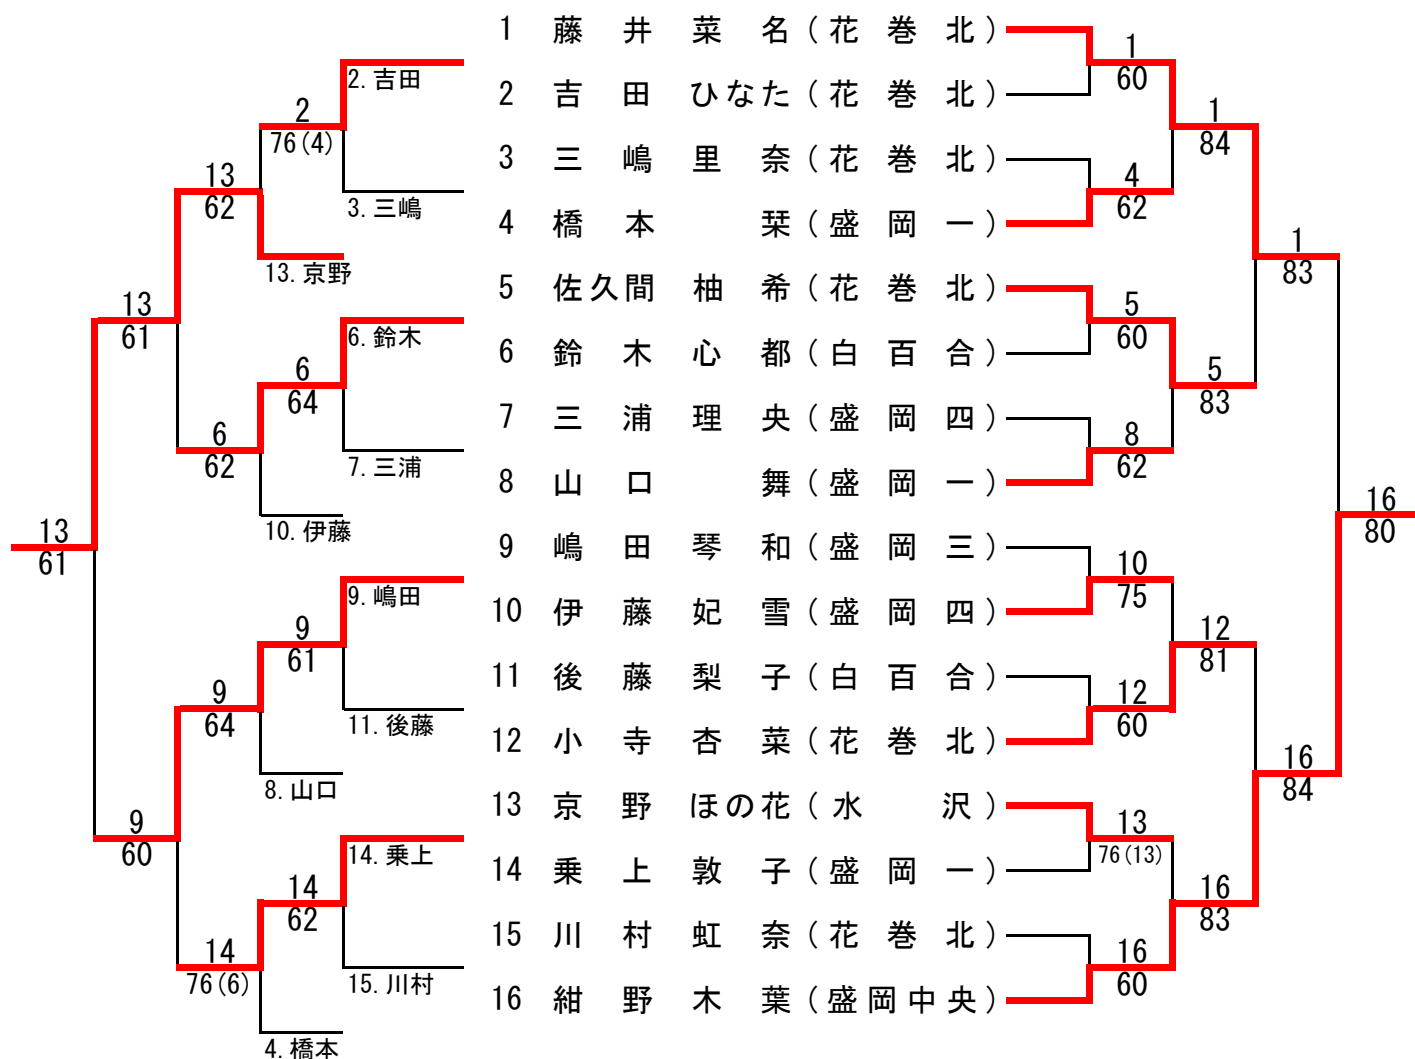 1 藤井菜名(花巻北)
2 吉田ひなた(花巻北)
3 三嶋里奈(花巻北)
4 橋本 栞(盛岡一)
5 佐久間柚希(花巻北)
6 鈴木心都(白百合)
7 三浦理央(盛岡四)
8 山口 舞(盛岡一)
9 嶋田琴和(盛岡三)
10 伊藤妃雪(盛岡四)
11 後藤梨子(白百合)
12 小寺杏菜(花巻北)
13 京野ほの花(水 沢)
14 乗上敦子(盛岡一)
15 川村虹奈(花巻北)
16 紺野木葉(盛岡中央)
1
60
4
62
5
60
8
62
10
75
12
60
13
76(13)
16
60
1
84
5
83
12
81
16
83
1
83
16
84
16
80
2.吉田
3.三嶋
2
76(4)
13.京野
13
62
6.鈴木
7.三浦
6
64
10.伊藤
6
62
13
61
9.嶋田
11.後藤
9
61
8.山口
9
64
14.乗上
15.川村
14
62
4.橋本
14
76(6)
9
60
13
61